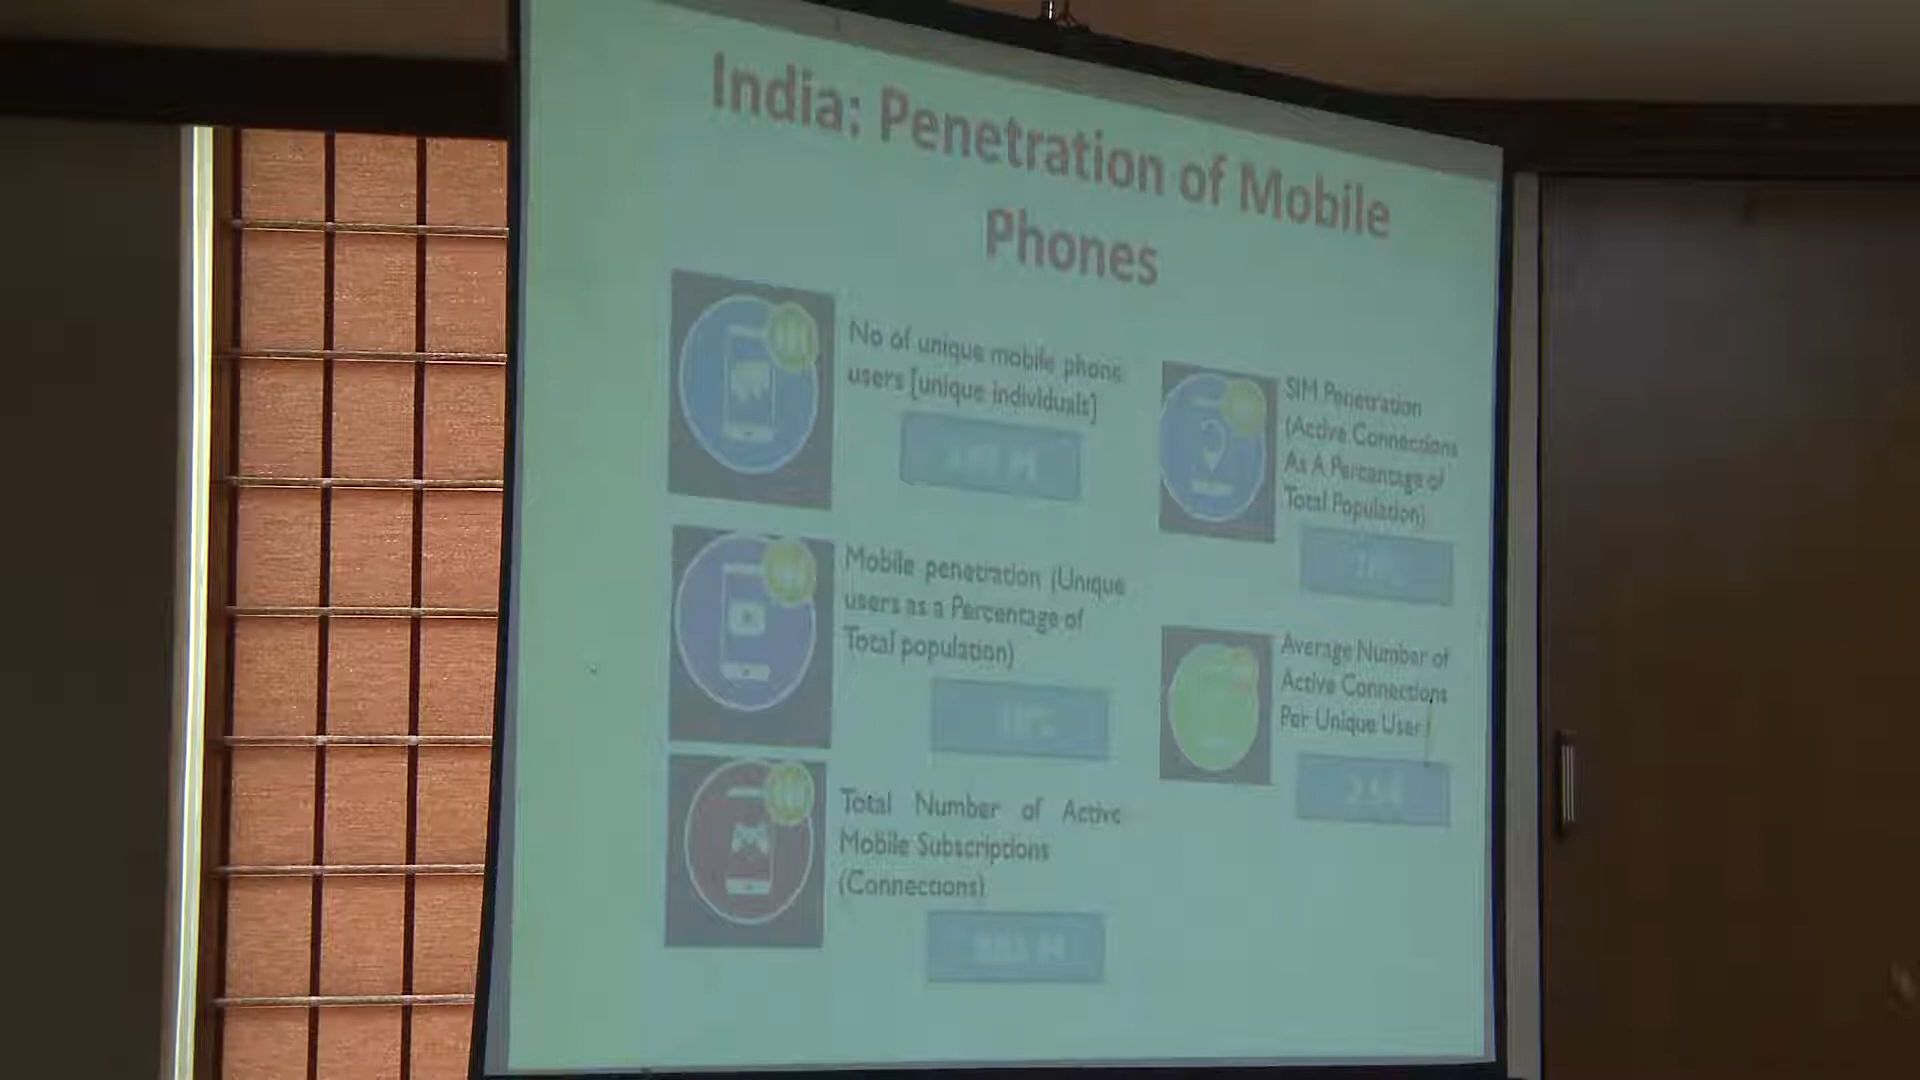 India: Penetration of Mobile
Phones
No of unique mobile phone
users [unique individuals]
Mobile penetration (Unique
users as a Percentage of
Total population)
Total Number of Active
Mobile Subscriptions
(Connections)
SIM Penetration
(Active Connections
As A Percentage of
Total Population)
Average Number of
Active Connections
Per Unique User
2.54